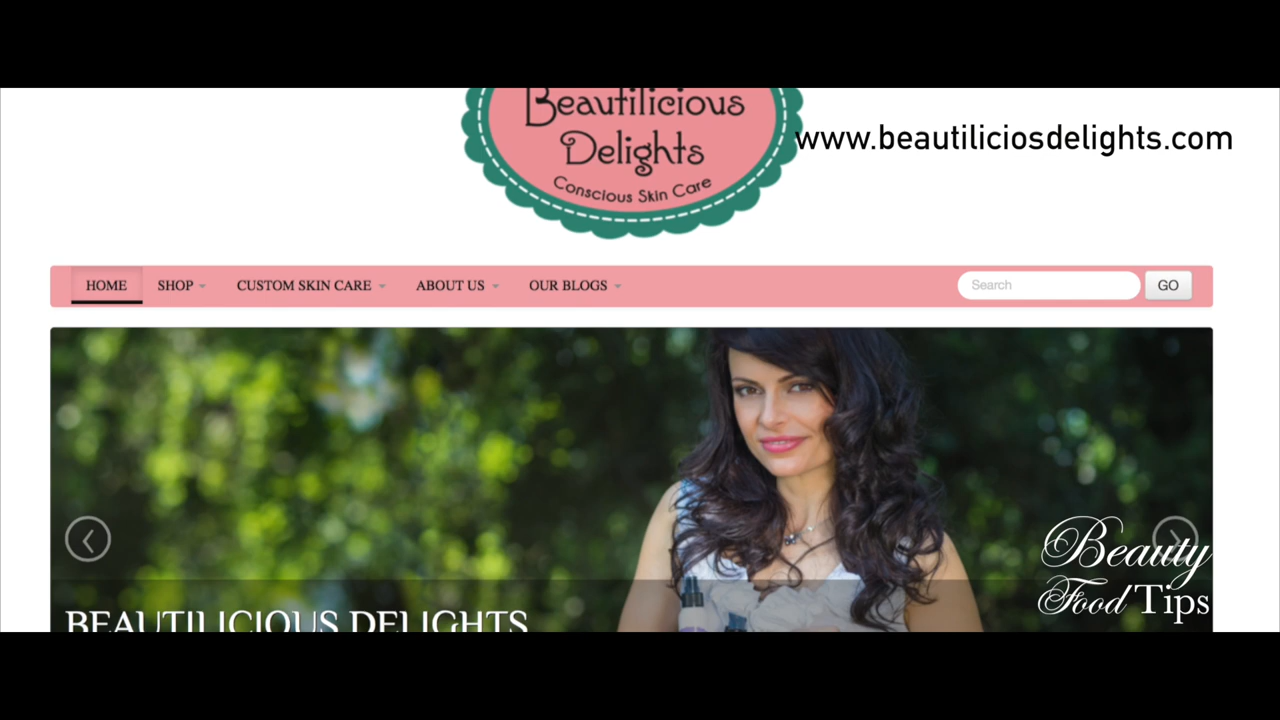 Beautilicious
Delights
Conscious Skin Care
www.beautiliciosdelights.com
HOME SHOP CUSTOM SKIN CARE ABOUT US OUR BLOGS Search GO
Beauty
Food Tips
BEAUTILICIOUS DELIGHTS